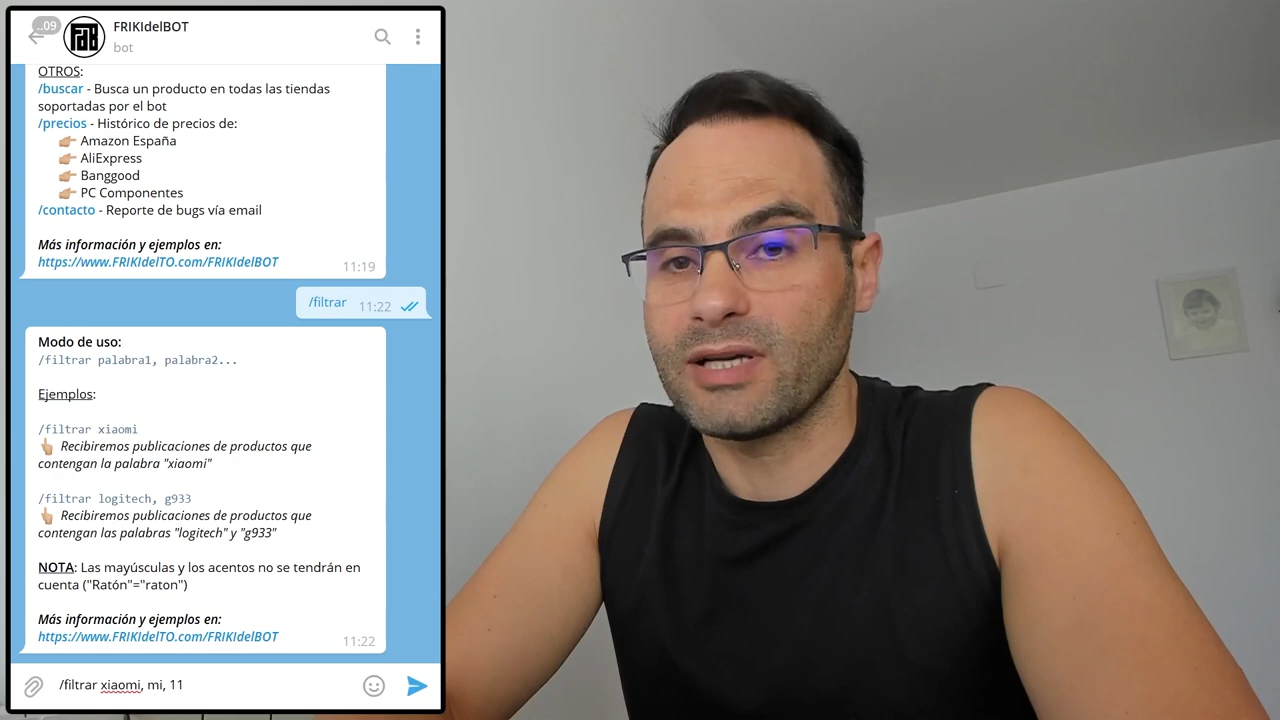 ..09
FRIKIdelBOT
bot
OTROS:
/buscar - Busca un producto en todas las tiendas
soportadas por el bot
/precios - Histórico de precios de:
Amazon España
AliExpress
Banggood
PC Componentes
/contacto - Reporte de bugs vía email
Más información y ejemplos en:
https://www.FRIKIdelTO.com/FRIKIdelBOT
11:19
/filtrar 11:22
Modo de uso:
/filtrar palabra1, palabra2...
Ejemplos:
/filtrar xiaomi
Recibiremos publicaciones de productos que
contengan la palabra "xiaomi"
/filtrar logitech, g933
Recibiremos publicaciones de productos que
contengan las palabras "logitech" y "g933"
NOTA: Las mayúsculas y los acentos no se tendrán en
cuenta ("Ratón"="raton")
Más información y ejemplos en:
https://www.FRIKIdelTO.com/FRIKIdelBOT
11:22
/filtrar xiaomi, mi, 11